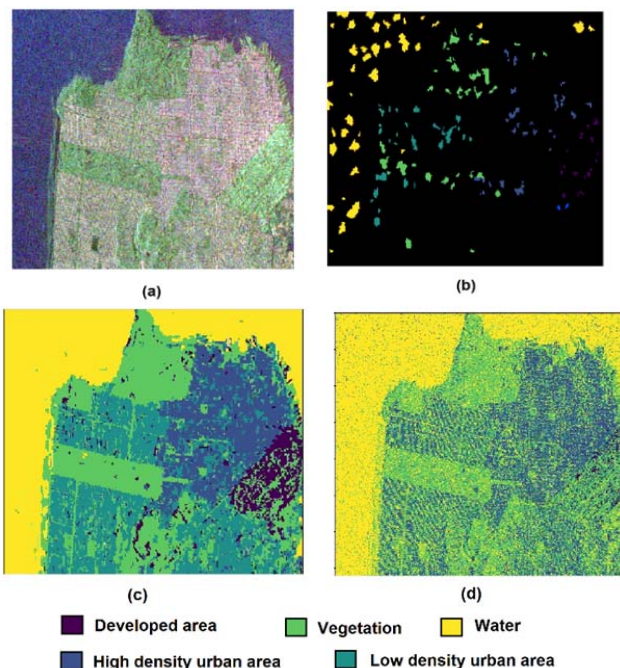 (a)
(b)
(c)
(d)
Developed area
Vegetation
Water
High density urban area
Low density urban area